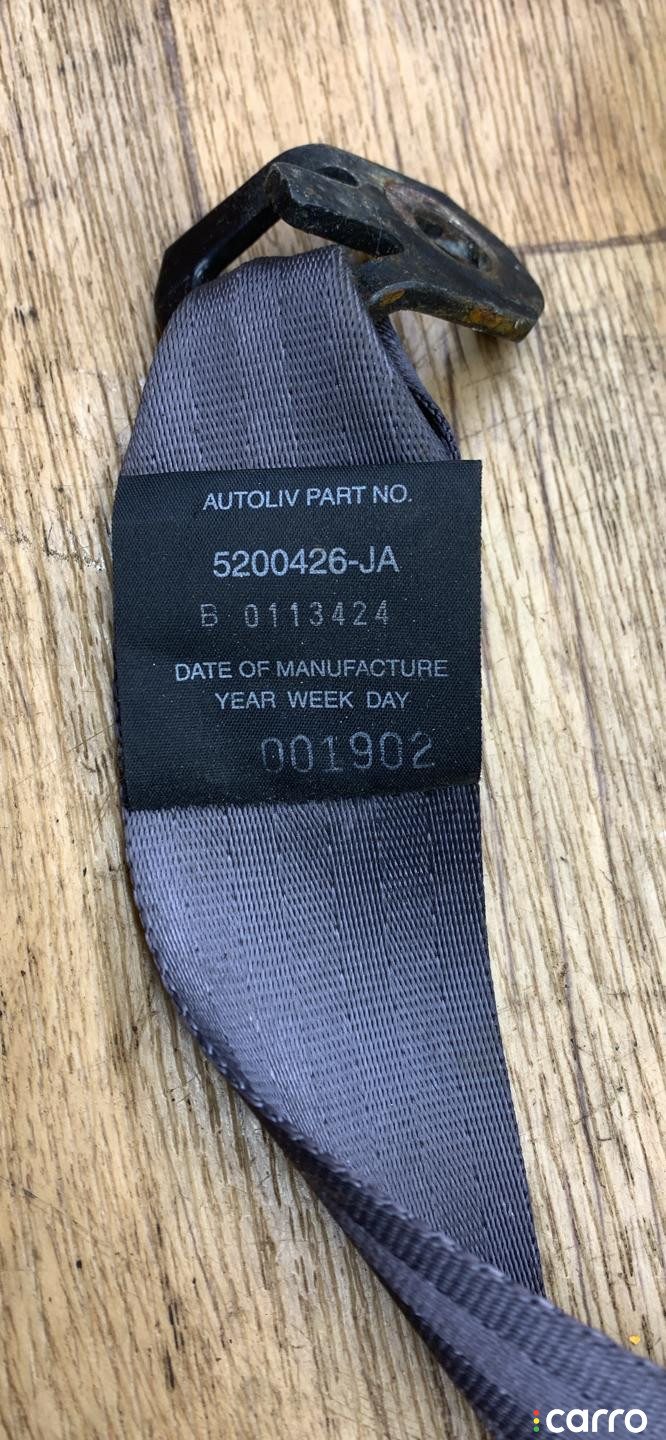 AUTOLIV PART NO.
5200426-JA
B 0113424
DATE OF MANUFACTURE
YEAR WEEK DAY
001902
carro